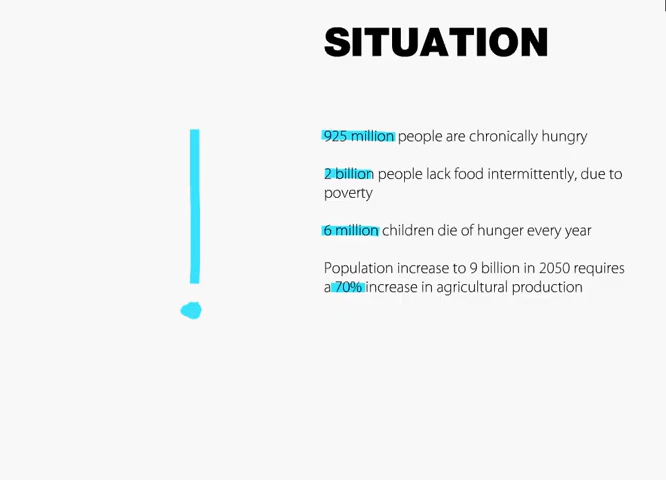 SITUATION
925 million people are chronically hungry
2 billion people lack food intermittently, due to
poverty
6 million children die of hunger every year
Population increase to 9 billion in 2050 requires
a 70% increase in agricultural production